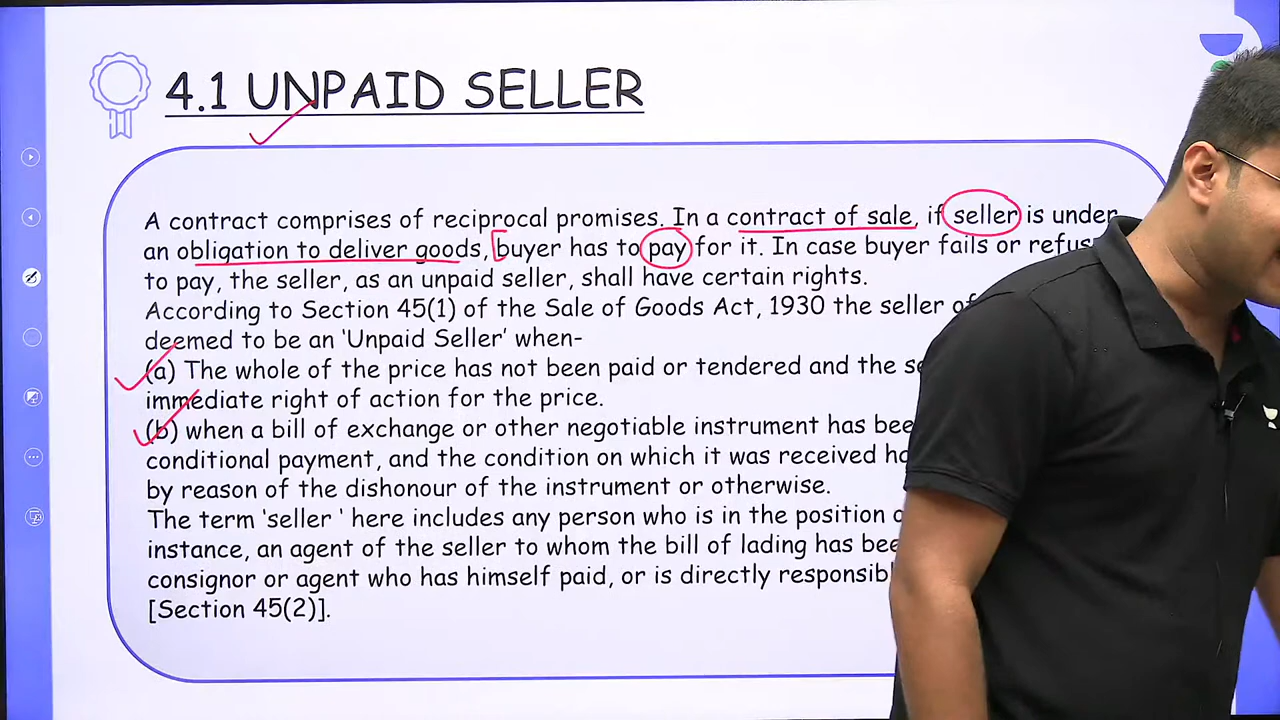 4.1 UNPAID SELLER
A contract comprises of reciprocal promises. In a contract of sale, if seller is under
an obligation to deliver goods, buyer has to pay for it. In case buyer fails or
to pay, the seller, as an unpaid seller, shall have certain rights.
According to Section 45(1) of the Sale of Goods Act, 1930 the seller of
deemed to be an ‘Unpaid Seller’ when-
(a) The whole of the price has not been paid or tendered and the
immediate right of action for the price.
(b) when a bill of exchange or other negotiable instrument has
conditional payment, and the condition on which it was received
by reason of the dishonour of the instrument or otherwise.
The term ‘seller ’ here includes any person who is in the position
instance, an agent of the seller to whom the bill of lading has
consignor or agent who has himself paid, or is directly
[Section 45(2)].